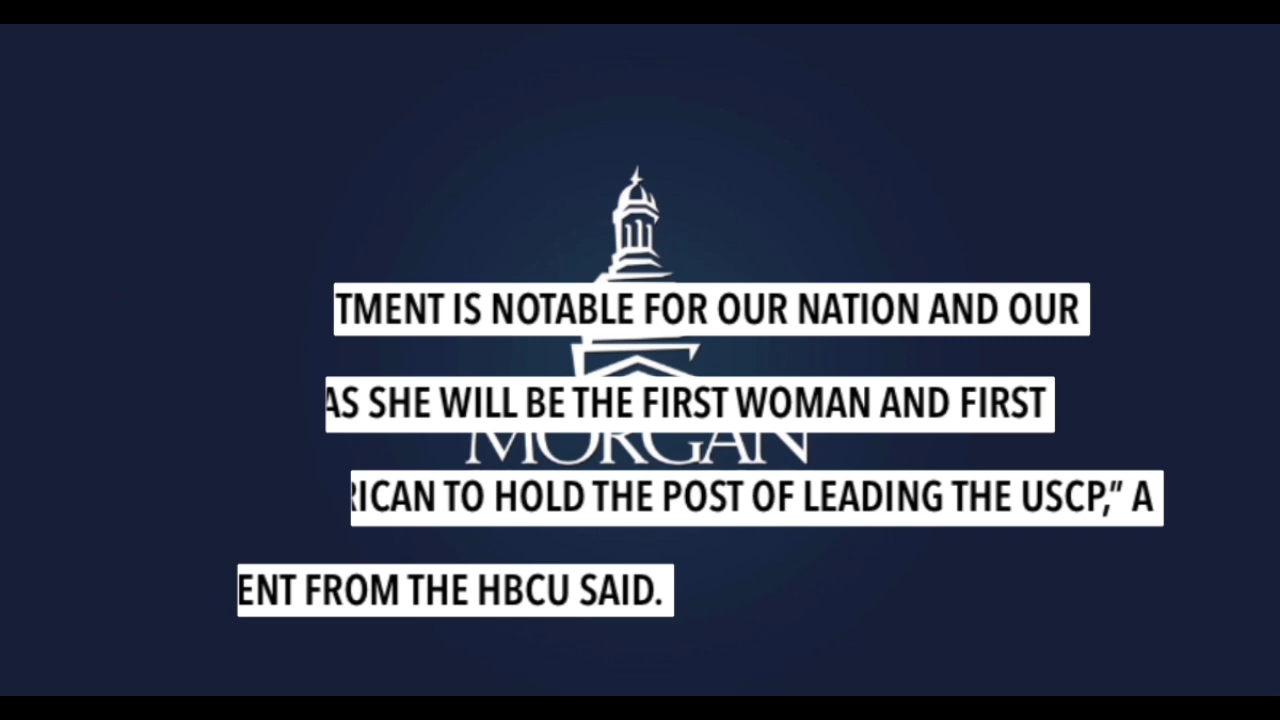 TMENT IS NOTABLE FOR OUR NATION AND OUR
AS SHE WILL BE THE FIRST WOMAN AND FIRST
MORGAN
RICAN TO HOLD THE POST OF LEADING THE USCP,” A
ENT FROM THE HBCU SAID.